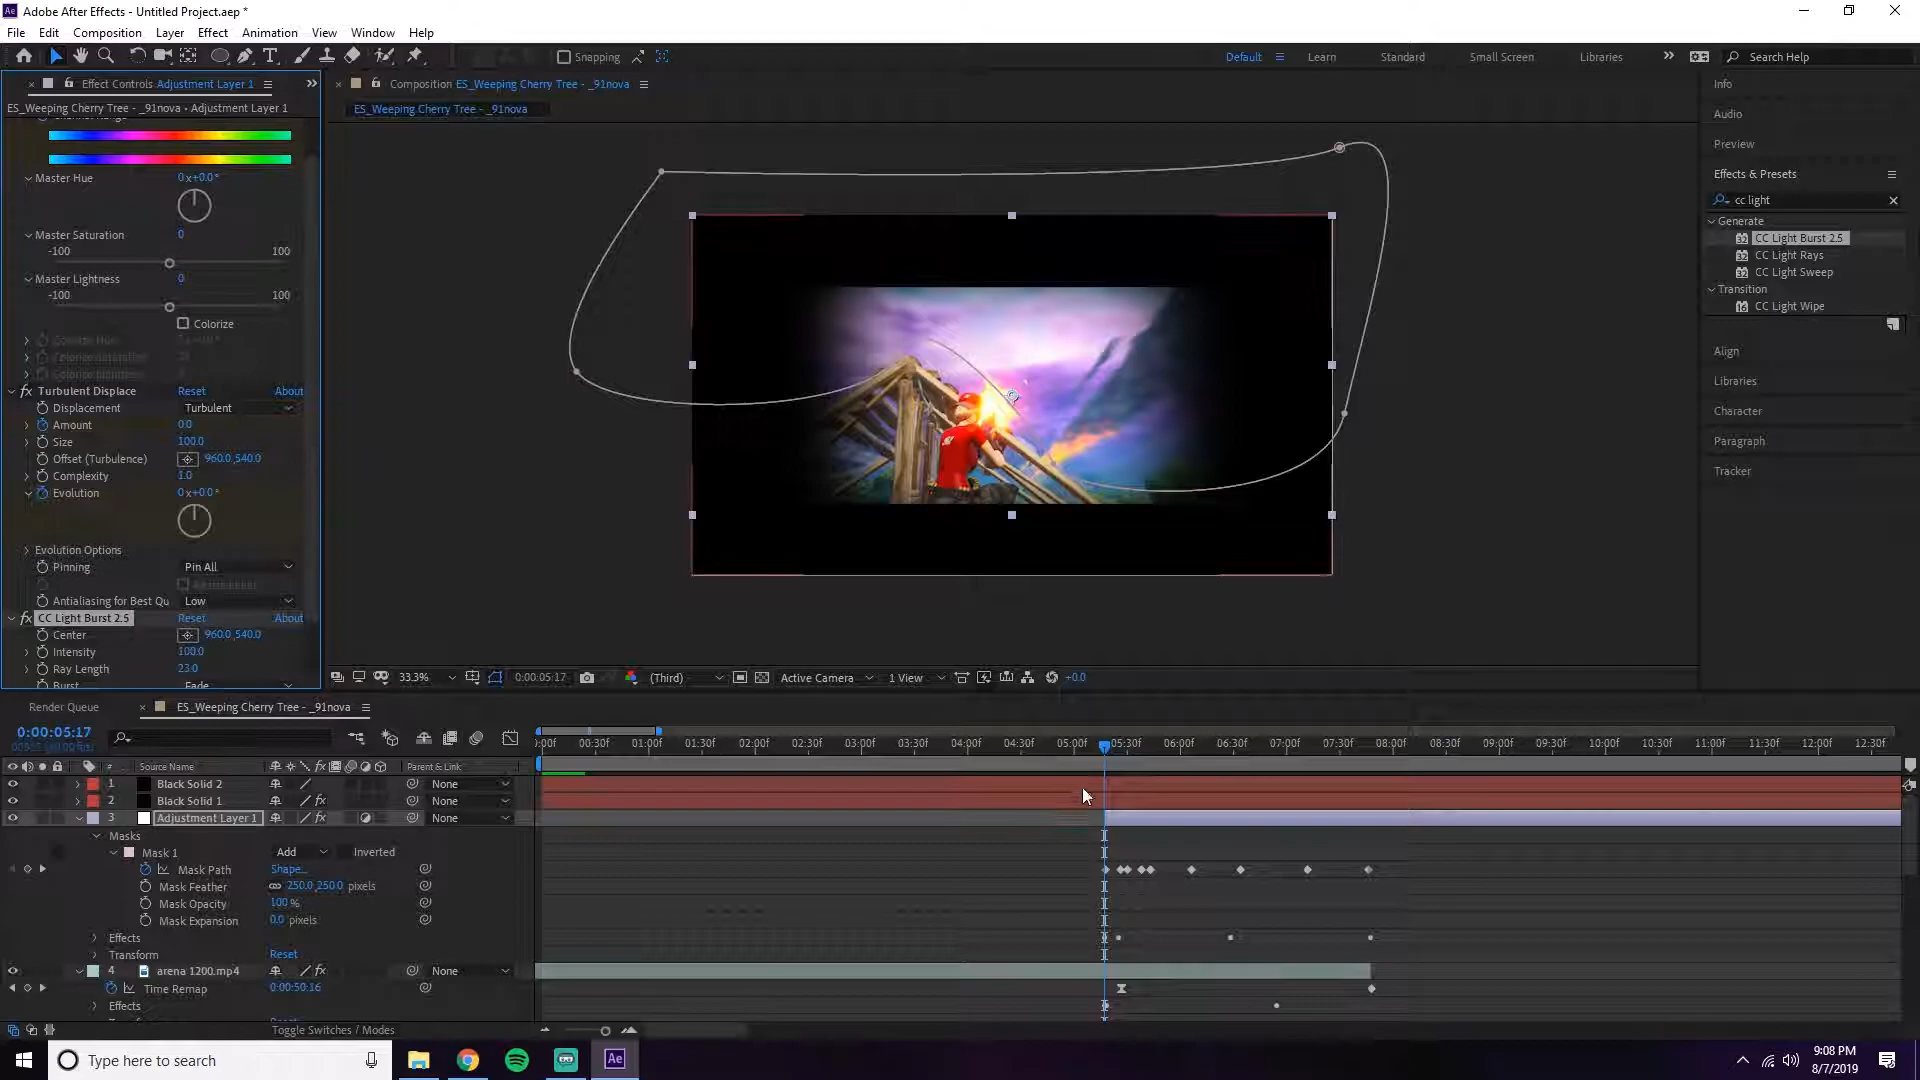 Adobe After Effects - Untitled Project.aep *
File Edit Composition Layer Effect Animation View Window Help
Snapping
Default
Learn
Standard
Small Screen
Libraries
Search Help
Effect Controls Adjustment Layer 1
ES_Weeping Cherry Tree - _91nova • Adjustment Layer 1
Channel Range
Master Hue 0x+0.0°
Master Saturation 0
-100 100
Master Lightness 0
-100 100
Colorize
fx Turbulent Displace Reset About
Displacement Turbulent
Amount 0.0
Size 100.0
Offset (Turbulence) 960.0,540.0
Complexity 1.0
Evolution 0x+0.0°
Evolution Options
Pinning Pin All
Antialiasing for Best Qu Low
fx CC Light Burst 2.5 Reset About
Center 960.0,540.0
Intensity 100.0
Ray Length 23.0
Burst Fade
Composition ES_Weeping Cherry Tree - _91nova
ES_Weeping Cherry Tree - _91nova
33.3% 0:00:05:17 (Third) Active Camera 1 View +0.0
Info
Audio
Preview
Effects & Presets
cc light
Generate
CC Light Burst 2.5
CC Light Rays
CC Light Sweep
Transition
CC Light Wipe
Align
Libraries
Character
Paragraph
Tracker
Render Queue ES_Weeping Cherry Tree - _91nova
0:00:05:17
:00f 00:30f 01:00f 01:30f 02:00f 02:30f 03:00f 03:30f 04:00f 04:30f 05:00f 05:30f 06:00f 06:30f 07:00f 07:30f 08:00f 08:30f 09:00f 09:30f 10:00f 10:30f 11:00f 11:30f 12:00f 12:30f
# Source Name fx Parent & Link
1 Black Solid 2 None
2 Black Solid 1 fx None
3 Adjustment Layer 1 fx None
Masks
Mask 1 Add Inverted
Mask Path Shape...
Mask Feather 250.0,250.0 pixels
Mask Opacity 100 %
Mask Expansion 0.0 pixels
Effects
Transform Reset
4 arena 1200.mp4 fx None
Time Remap 0:00:50:16
Effects
Toggle Switches / Modes
Type here to search
Ae
9:08 PM
8/7/2019